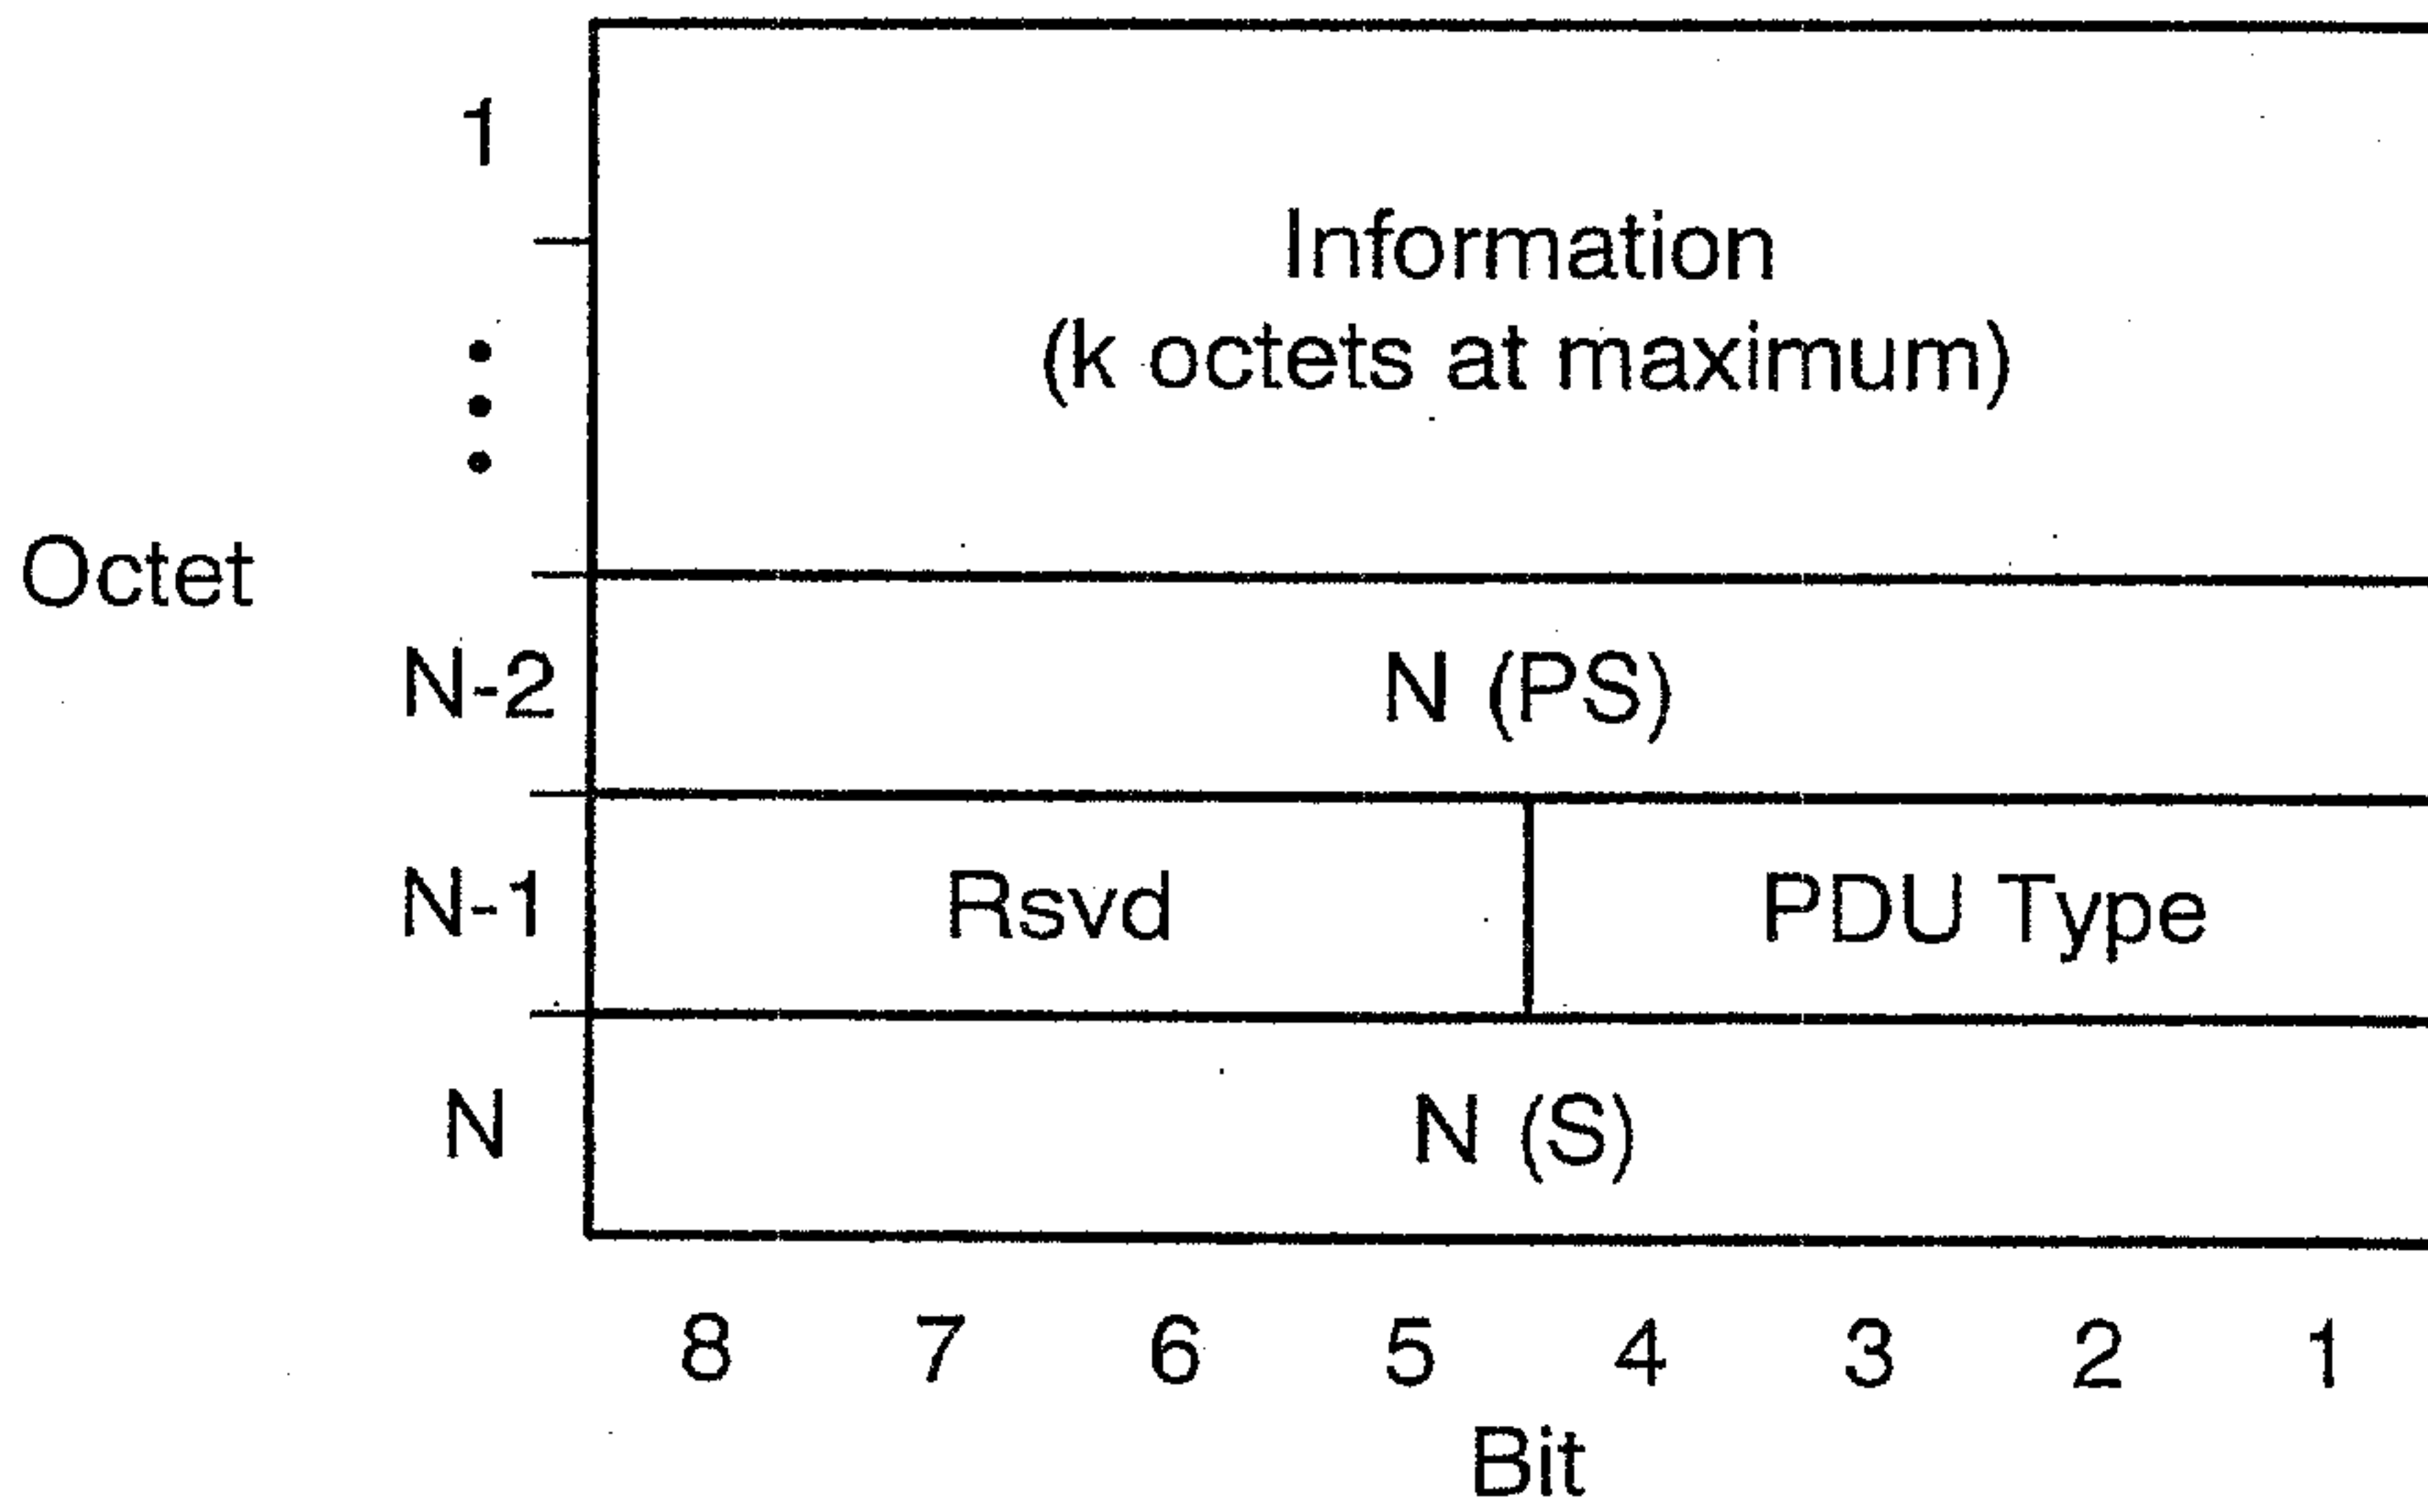 1
Information
(k octets at maximum)
Octet
N-2 N (PS)
N-1 Rsvd PDU Type
N N (S)
8 7 6 5 4 3 2 1
Bit